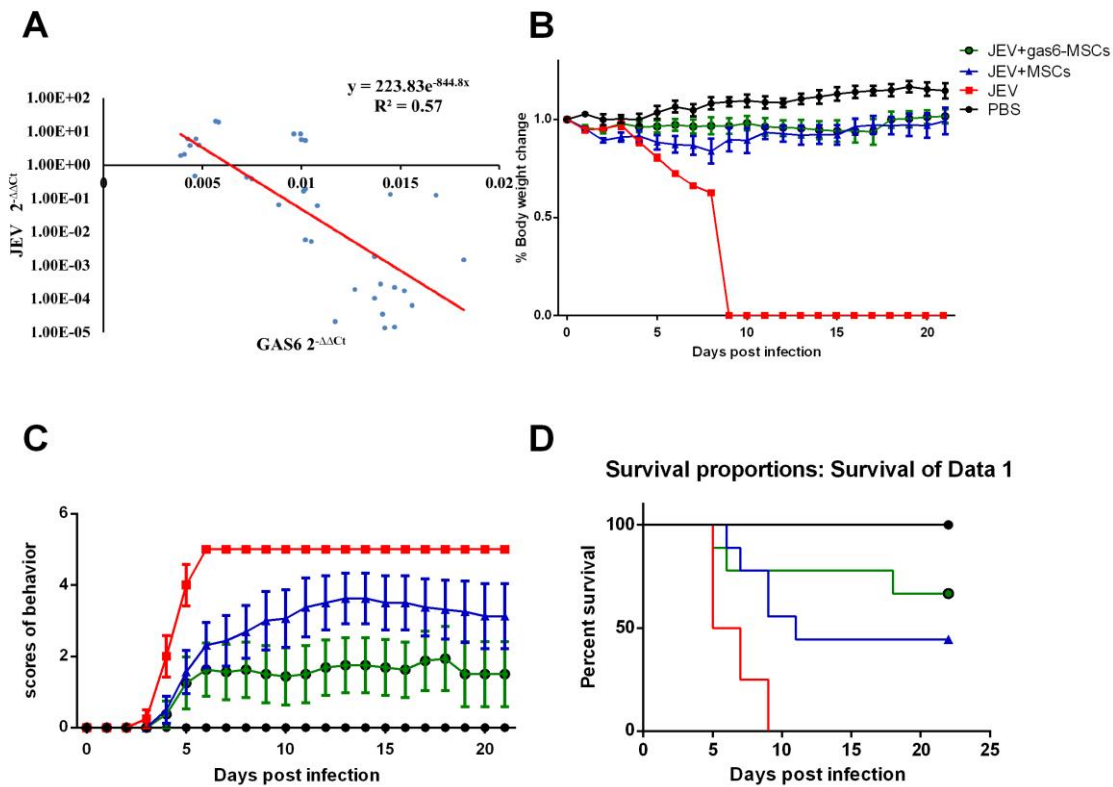 A
y = 223.83e-844.8x
R² = 0.57
1.00E+02
1.00E+01
1.00E+00
1.00E-01
1.00E-02
1.00E-03
1.00E-04
1.00E-05
0
0.005
0.01
0.015
0.02
JEV 2-ΔΔCt
GAS6 2-ΔΔCt
B
JEV+gas6-MSCs
JEV+MSCs
JEV
PBS
% Body weight change
1.0
0.5
0.0
0 5 10 15 20
Days post infection
C
scores of behavior
6
4
2
0
0 5 10 15 20
Days post infection
D
Survival proportions: Survival of Data 1
Percent survival
100
50
0
0 5 10 15 20 25
Days post infection